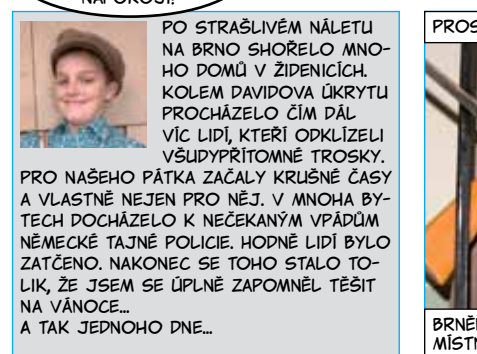 NAPOKOJI!
PO STRAŠLIVÉM NÁLETU
NA BRNO SHOŘELO MNO-
HO DOMŮ V ŽIDENICÍCH.
KOLEM DAVIDOVA ÚKRYTU
PROCHÁZELO ČÍM DÁL
VÍC LIDÍ, KTEŘÍ ODKLÍZELI
VŠUDYPŘÍTOMNÉ TROSKY.
PRO NAŠEHO PÁTKA ZAČALY KRUŠNÉ ČASY
A VLASTNĚ NEJEN PRO NĚJ. V MNOHA BY-
TECH DOCHÁZELO K NEČEKANÝM VPÁDŮM
NĚMECKÉ TAJNÉ POLICIE. HODNĚ LIDÍ BYLO
ZATČENO. NAKONEC SE TOHO STALO TO-
LIK, ŽE JSEM SE ÚPLNĚ ZAPOMNĚL TĚŠIT
NA VÁNOCE...
A TAK JEDNOHO DNE...
PROS
BRNĚ
MÍSTN